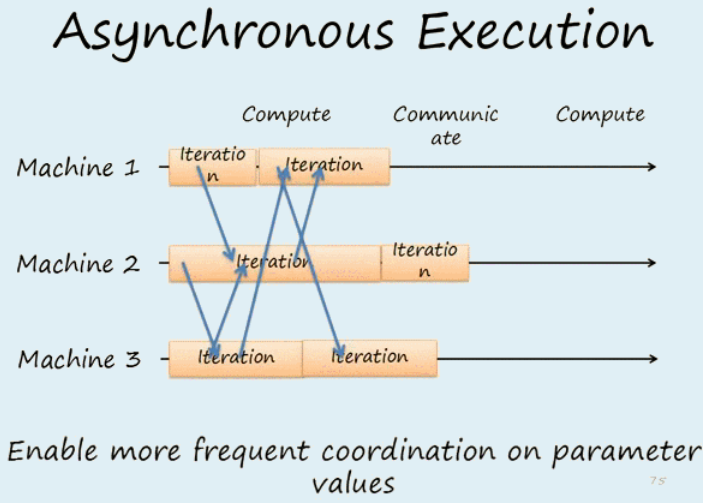 Asynchronous Execution
Compute
Communic
ate
Compute
Machine 1
Iteratio
n
Iteration
Machine 2
Iteration
Iteratio
n
Machine 3
Iteration
Iteration
Enable more frequent coordination on parameter
values
75